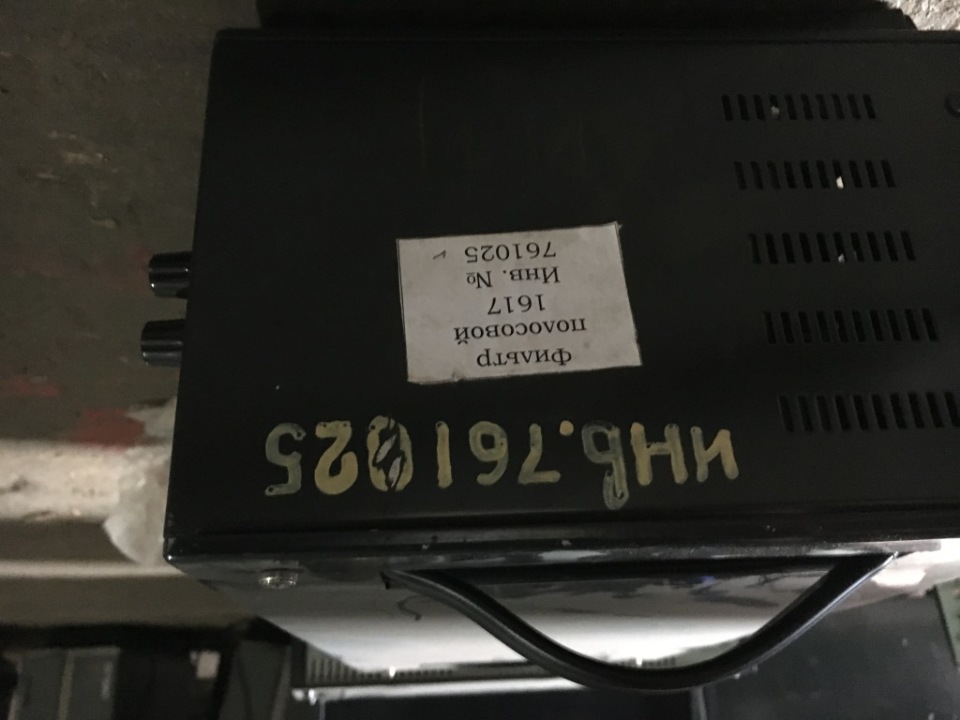 инв.761025
Фильтр
полосовой
1617
Инв. №
761025